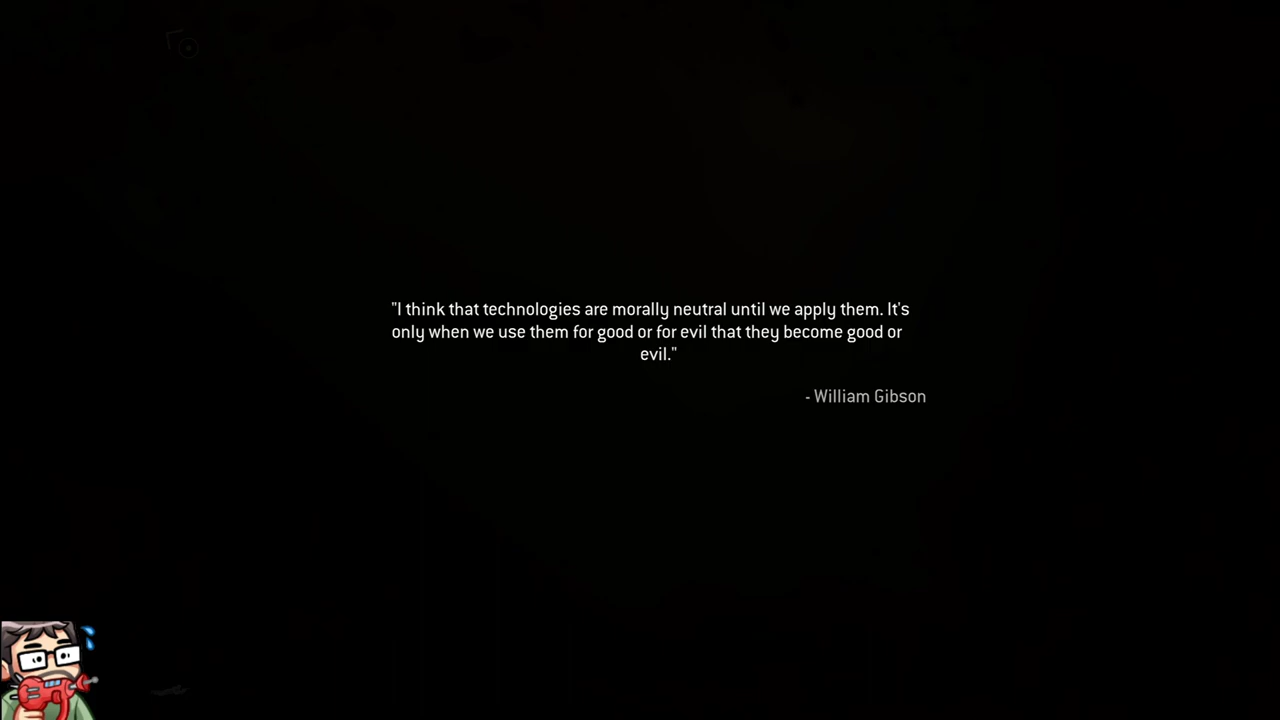 "I think that technologies are morally neutral until we apply them. It's
only when we use them for good or for evil that they become good or
evil."
- William Gibson